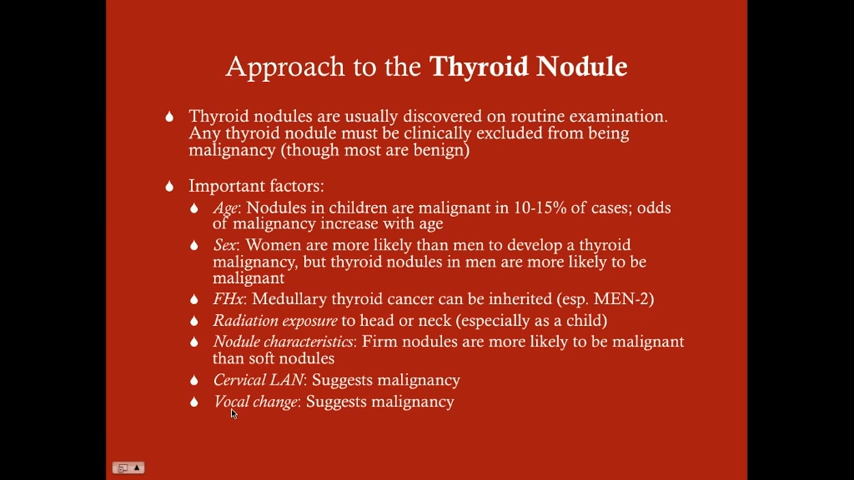 Approach to the Thyroid Nodule
Thyroid nodules are usually discovered on routine examination.
Any thyroid nodule must be clinically excluded from being
malignancy (though most are benign)
Important factors:
Age: Nodules in children are malignant in 10-15% of cases; odds
of malignancy increase with age
Sex: Women are more likely than men to develop a thyroid
malignancy, but thyroid nodules in men are more likely to be
malignant
FHx: Medullary thyroid cancer can be inherited (esp. MEN-2)
Radiation exposure to head or neck (especially as a child)
Nodule characteristics: Firm nodules are more likely to be malignant
than soft nodules
Cervical LAN: Suggests malignancy
Vocal change: Suggests malignancy